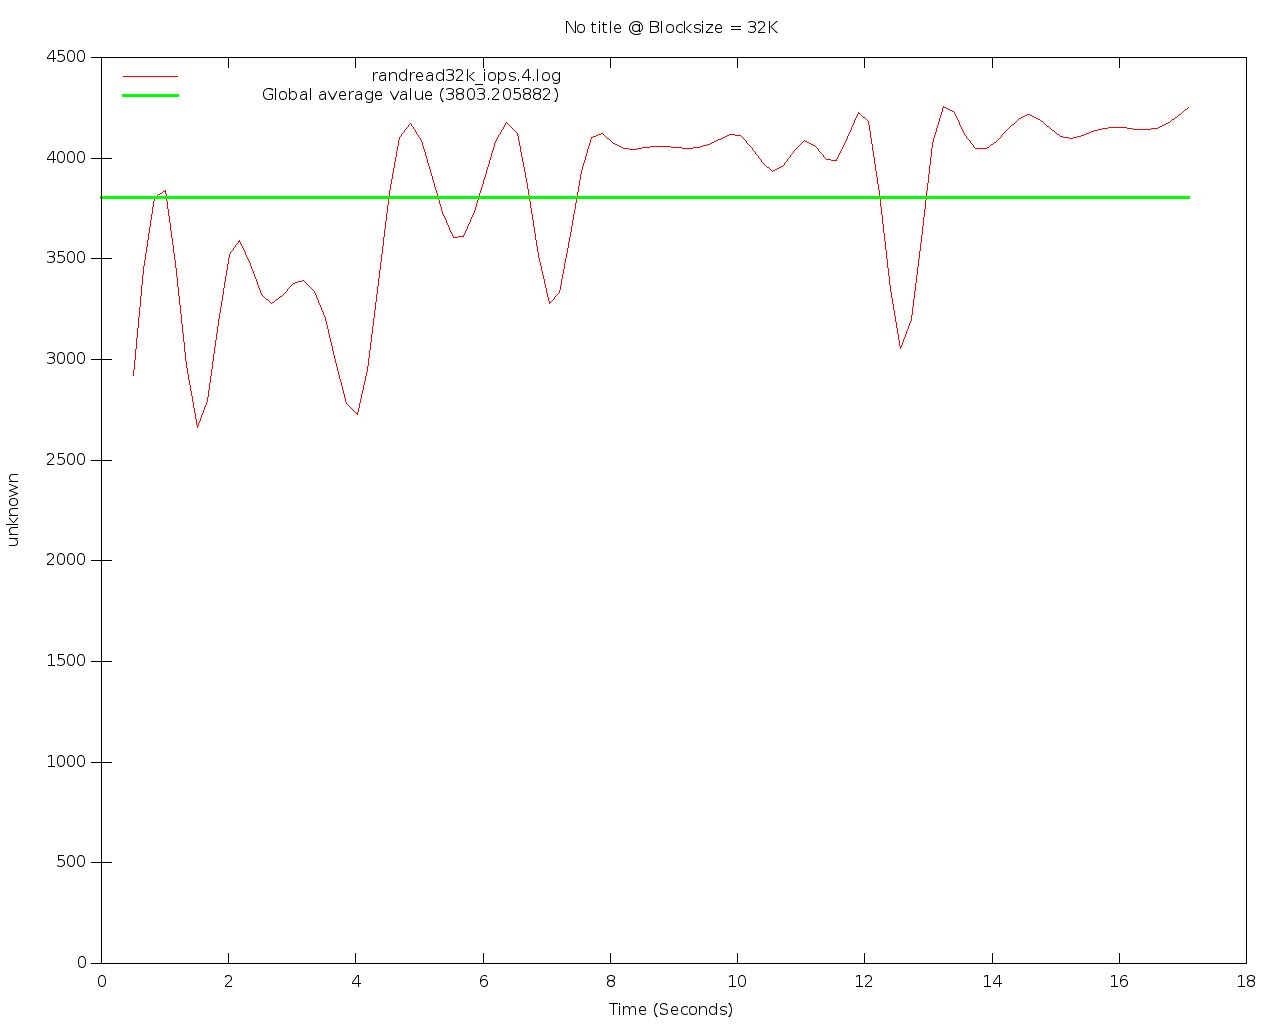 No title @ Blocksize = 32K
randread32k_iops.4.log
Global average value (3803.205882)
4500
4000
3500
3000
2500
2000
1500
1000
500
0
unknown
0 2 4 6 8 10 12 14 16 18
Time (Seconds)